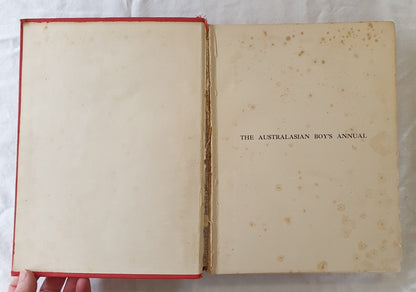 THE AUSTRALASIAN BOY'S ANNUAL